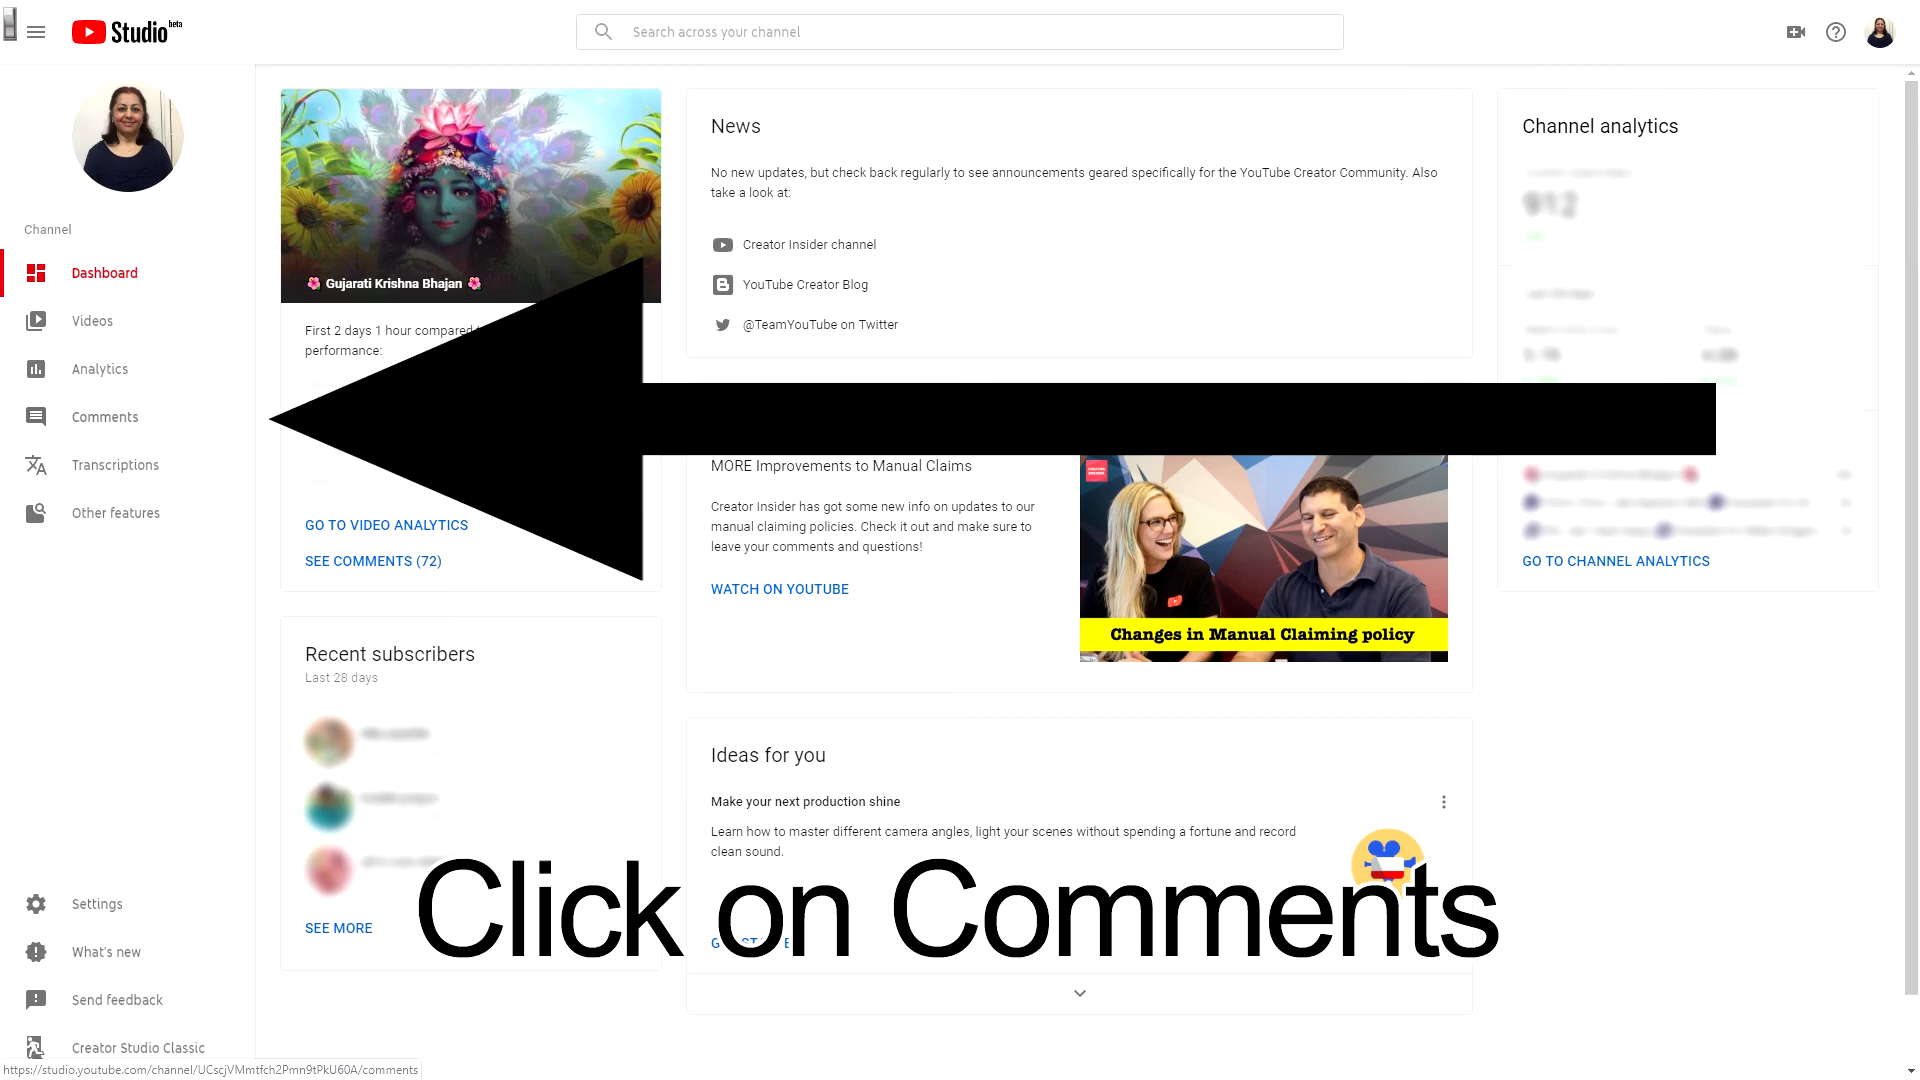 Studio beta
Search across your channel
Channel
Dashboard
Videos
Analytics
Comments
Transcriptions
Other features
Settings
What's new
Send feedback
Creator Studio Classic
https://studio.youtube.com/channel/UCscjVMmtfch2Pmn9tPkU60A/comments
🌺 Gujarati Krishna Bhajan 🌺
First 2 days 1 hour compared
performance:
GO TO VIDEO ANALYTICS
SEE COMMENTS (72)
Recent subscribers
Last 28 days
SEE MORE
News
No new updates, but check back regularly to see announcements geared specifically for the YouTube Creator Community. Also
take a look at:
Creator Insider channel
YouTube Creator Blog
@TeamYouTube on Twitter
MORE Improvements to Manual Claims
Creator Insider has got some new info on updates to our
manual claiming policies. Check it out and make sure to
leave your comments and questions!
WATCH ON YOUTUBE
Changes in Manual Claiming policy
Ideas for you
Make your next production shine
Learn how to master different camera angles, light your scenes without spending a fortune and record
clean sound.
Click on Comments
Channel analytics
912
GO TO CHANNEL ANALYTICS